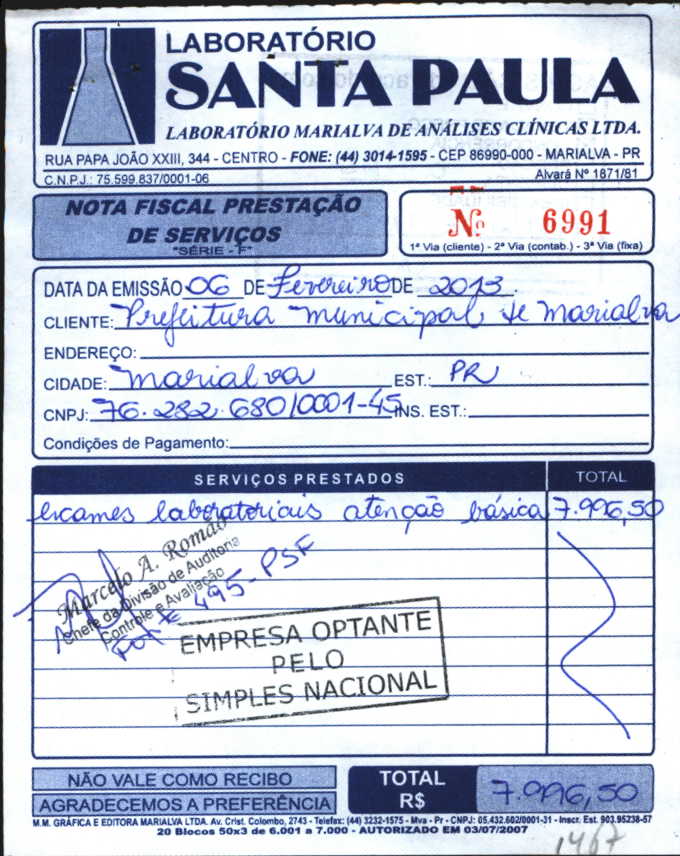 LABORATÓRIO
SANTA PAULA
LABORATÓRIO MARIALVA DE ANÁLISES CLÍNICAS LTDA.
RUA PAPA JOÃO XXIII, 344 - CENTRO - FONE: (44) 3014-1595 - CEP 86990-000 - MARIALVA - PR
C.N.P.J.: 75.599.837/0001-06 Alvará Nº 1871/81
NOTA FISCAL PRESTAÇÃO
DE SERVIÇOS
"SÉRIE - F"
Nº 6991
1ª Via (cliente) - 2ª Via (contab.) - 3ª Via (fixa)
DATA DA EMISSÃO 06 DE Fevereiro DE 2013
CLIENTE: Prefeitura municipal de marialva
ENDEREÇO:
CIDADE: marialva EST.: PR
CNPJ: 76.282.680/0001-45 INS. EST.:
Condições de Pagamento:
SERVIÇOS PRESTADOS TOTAL
Exames laboratoriais atenção básica 7.996,50
Marcelo A. Romão
Chefe da Divisão de Auditoria
Controle e Avaliação
495-PSF
EMPRESA OPTANTE
PELO
SIMPLES NACIONAL
NÃO VALE COMO RECIBO
AGRADECEMOS A PREFERÊNCIA
TOTAL
R$ 7.996,50
M.M. GRÁFICA E EDITORA MARIALVA LTDA. Av. Crist. Colombo, 2743 - Telefax: (44) 3232-1575 - Mva - Pr - CNPJ: 05.432.602/0001-31 - Inscr. Est. 903.95238-57
20 Blocos 50x3 de 6.001 a 7.000 - AUTORIZADO EM 03/07/2007